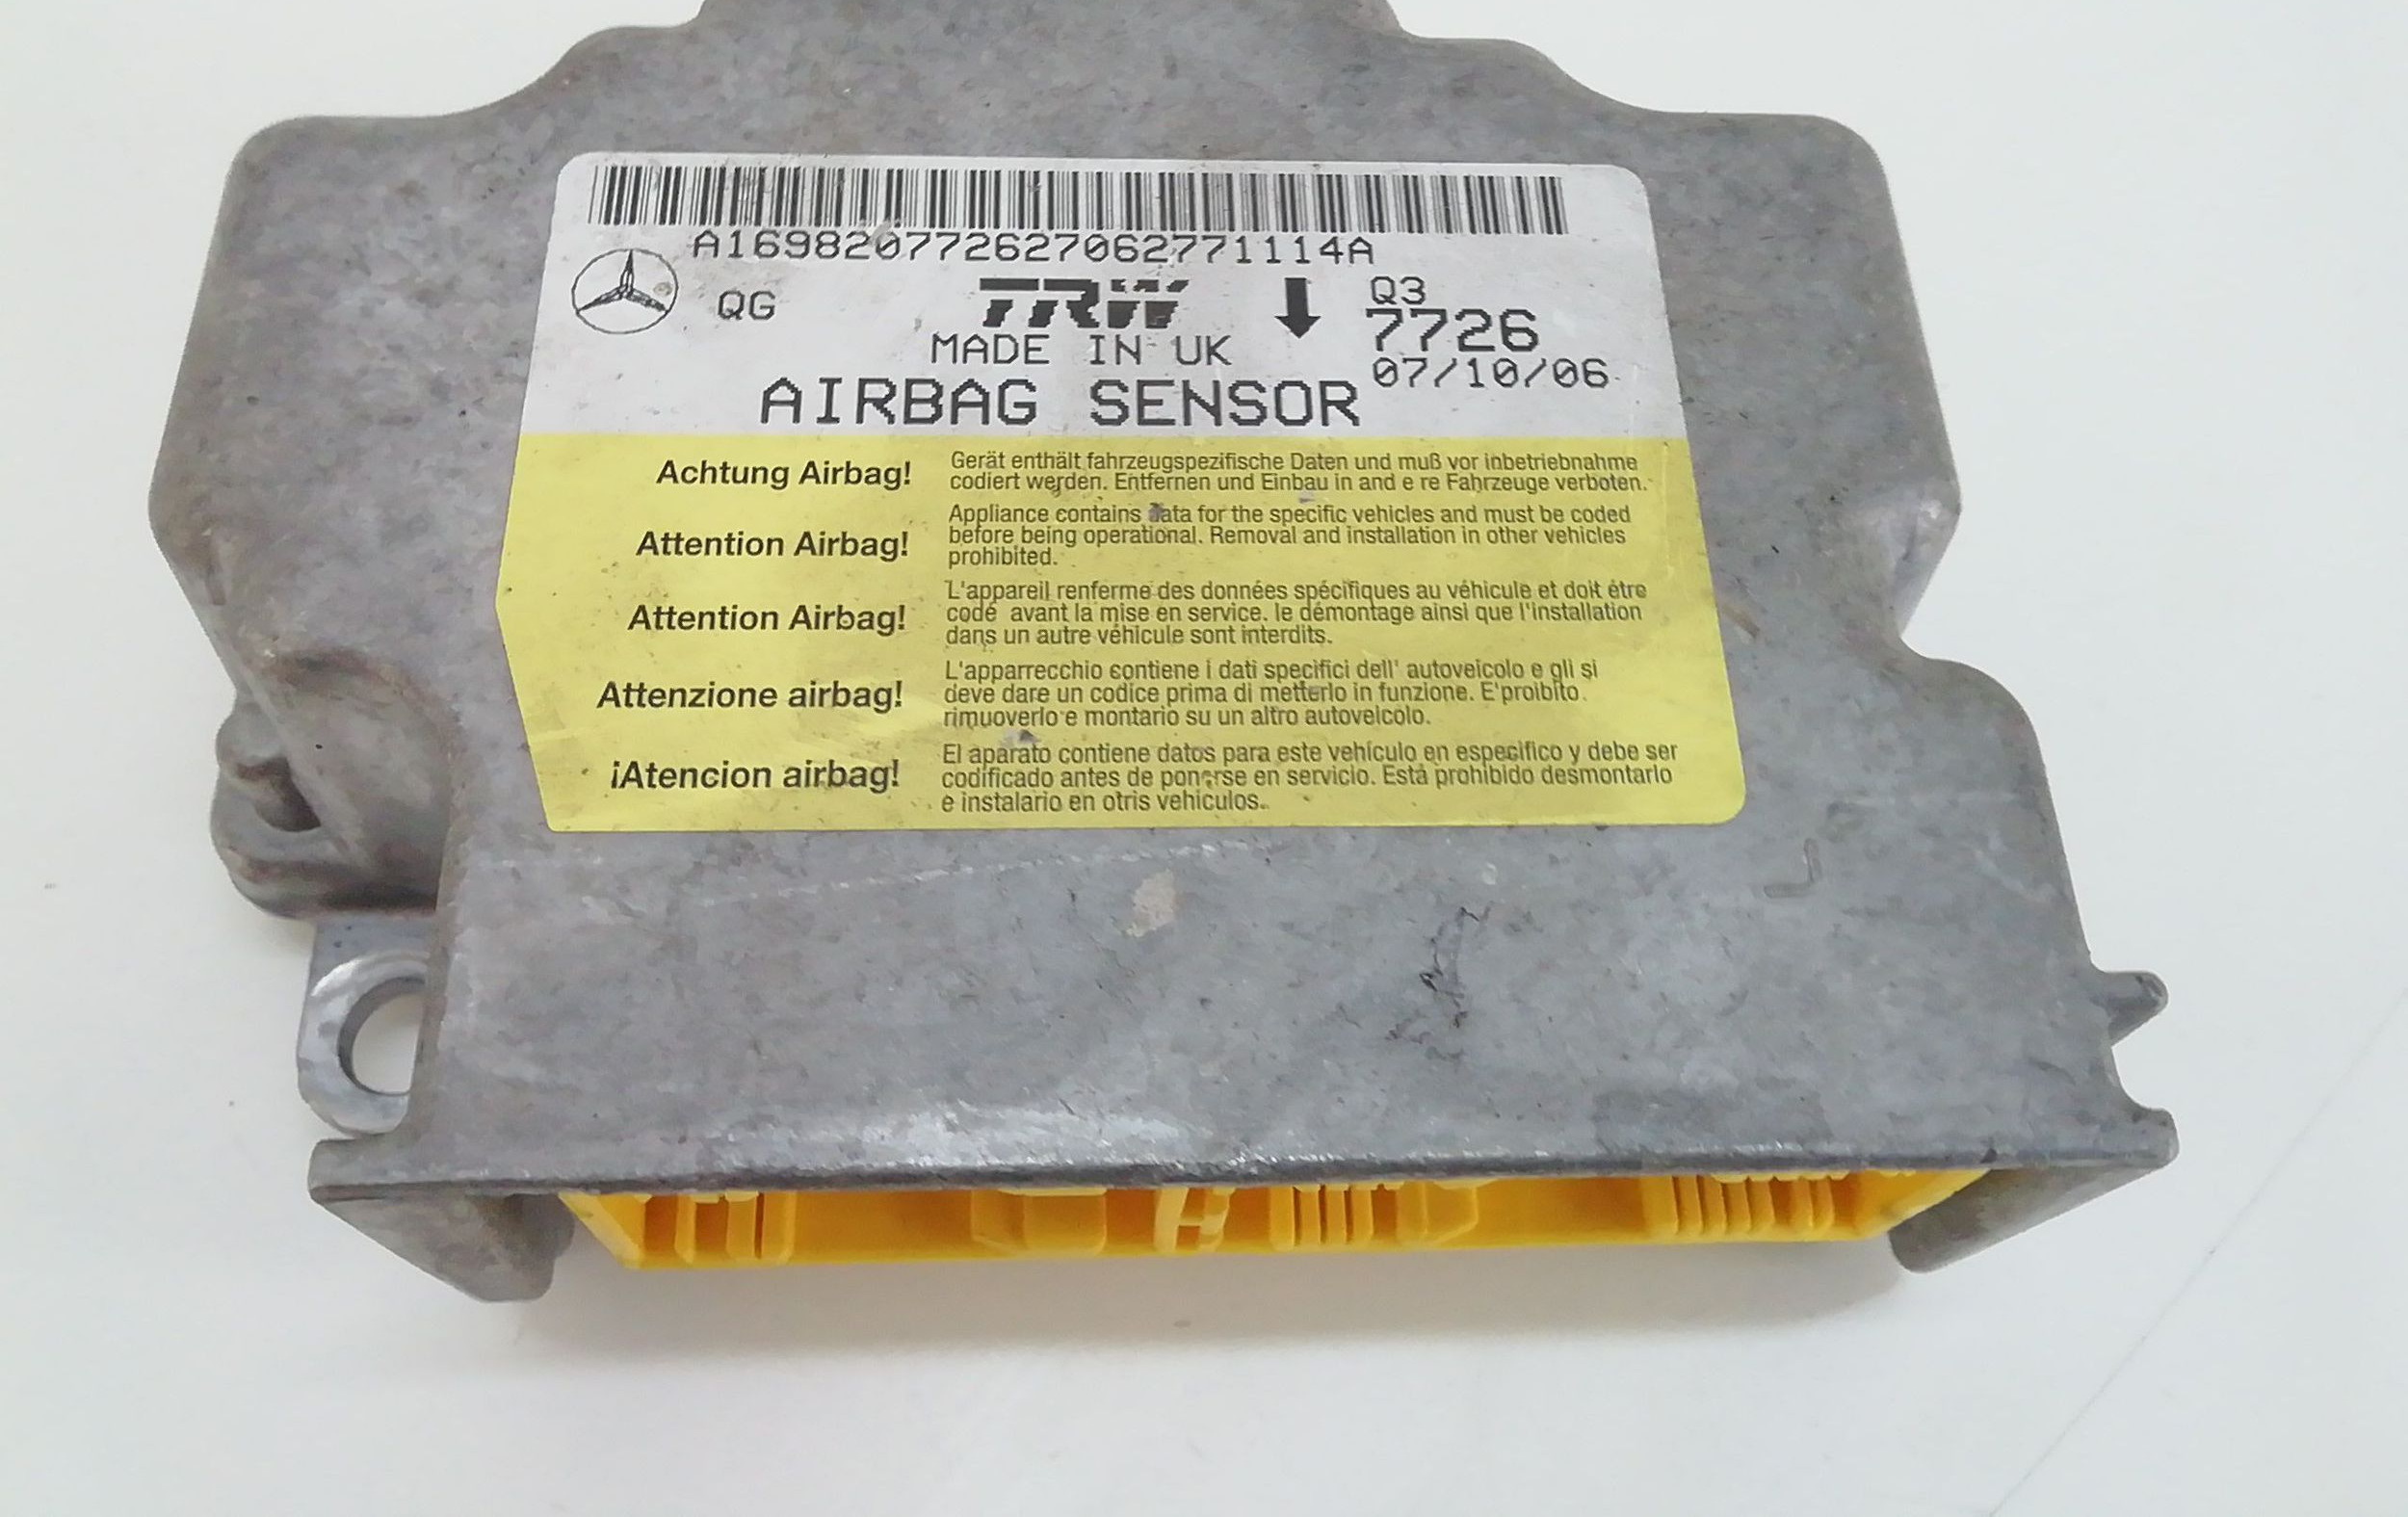 A169820772627062771114A
QG
TRW
Q3
7726
MADE IN UK
07/10/06
AIRBAG SENSOR
Achtung Airbag!
Gerät enthält fahrzeugspezifische Daten und muß vor inbetriebnahme
codiert werden. Entfernen und Einbau in and e re Fahrzeuge verboten.
Attention Airbag!
Appliance contains data for the specific vehicles and must be coded
before being operational. Removal and installation in other vehicles
prohibited.
Attention Airbag!
L'appareil renferme des données spécifiques au véhicule et doit étre
codé avant la mise en service. le démontage ainsi que l'installation
dans un autre véhicule sont interdits.
Attenzione airbag!
L'apparrecchio contiene i dati specifici dell' autoveicolo e gli si
deve dare un codice prima di metterlo in funzione. E'proibito
rimuoverlo e montario su un altro autoveicolo.
¡Atencion airbag!
El aparato contiene datos para este vehículo en especifico y debe ser
codificado antes de ponerse en servicio. Está prohibido desmontarlo
e instalario en otris vehiculos.